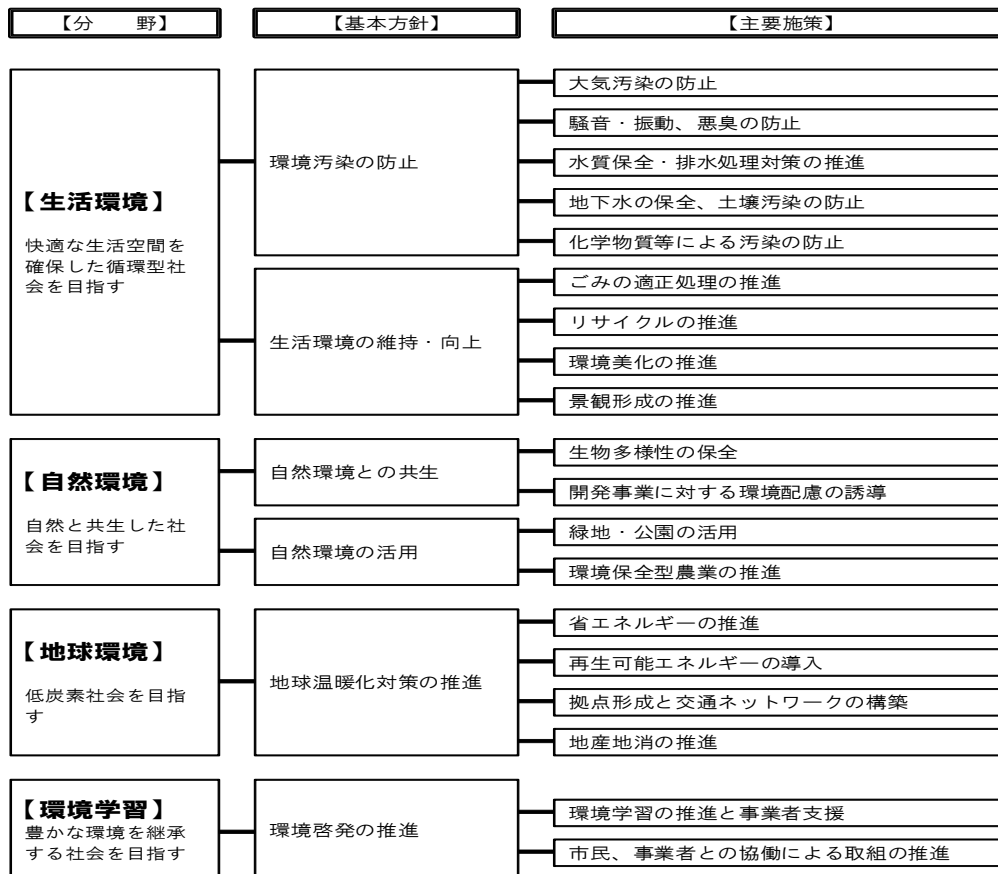 【分　野】
【基本方針】
【主要施策】
【生活環境】
快適な生活空間を
確保した循環型社
会を目指す
環境汚染の防止
大気汚染の防止
騒音・振動、悪臭の防止
水質保全・排水処理対策の推進
地下水の保全、土壌汚染の防止
化学物質等による汚染の防止
生活環境の維持・向上
ごみの適正処理の推進
リサイクルの推進
環境美化の推進
景観形成の推進
【自然環境】
自然と共生した社
会を目指す
自然環境との共生
生物多様性の保全
開発事業に対する環境配慮の誘導
自然環境の活用
緑地・公園の活用
環境保全型農業の推進
【地球環境】
低炭素社会を目指
す
地球温暖化対策の推進
省エネルギーの推進
再生可能エネルギーの導入
拠点形成と交通ネットワークの構築
地産地消の推進
【環境学習】
豊かな環境を継承
する社会を目指す
環境啓発の推進
環境学習の推進と事業者支援
市民、事業者との協働による取組の推進